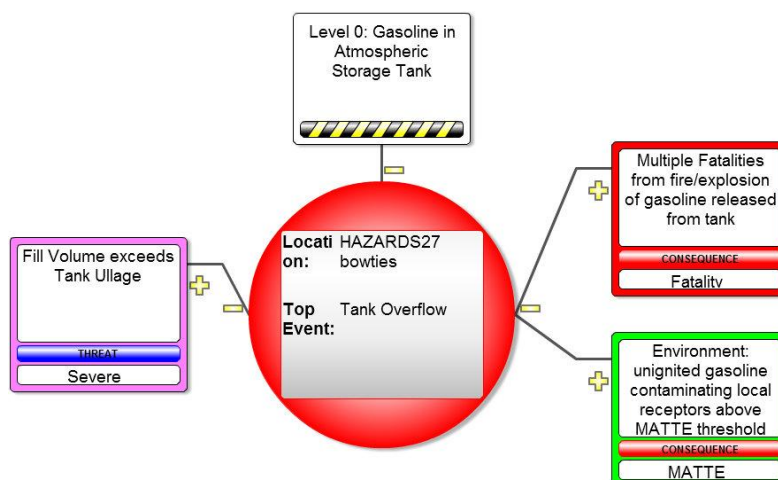 Level 0: Gasoline in
Atmospheric
Storage Tank
Fill Volume exceeds
Tank Ullage
THREAT
Severe
Locati on: HAZARDS27 bowties
Top Event: Tank Overflow
Multiple Fatalities
from fire/explosion
of gasoline released
from tank
CONSEQUENCE
Fatality
Environment:
unignited gasoline
contaminating local
receptors above
MATTE threshold
CONSEQUENCE
MATTE